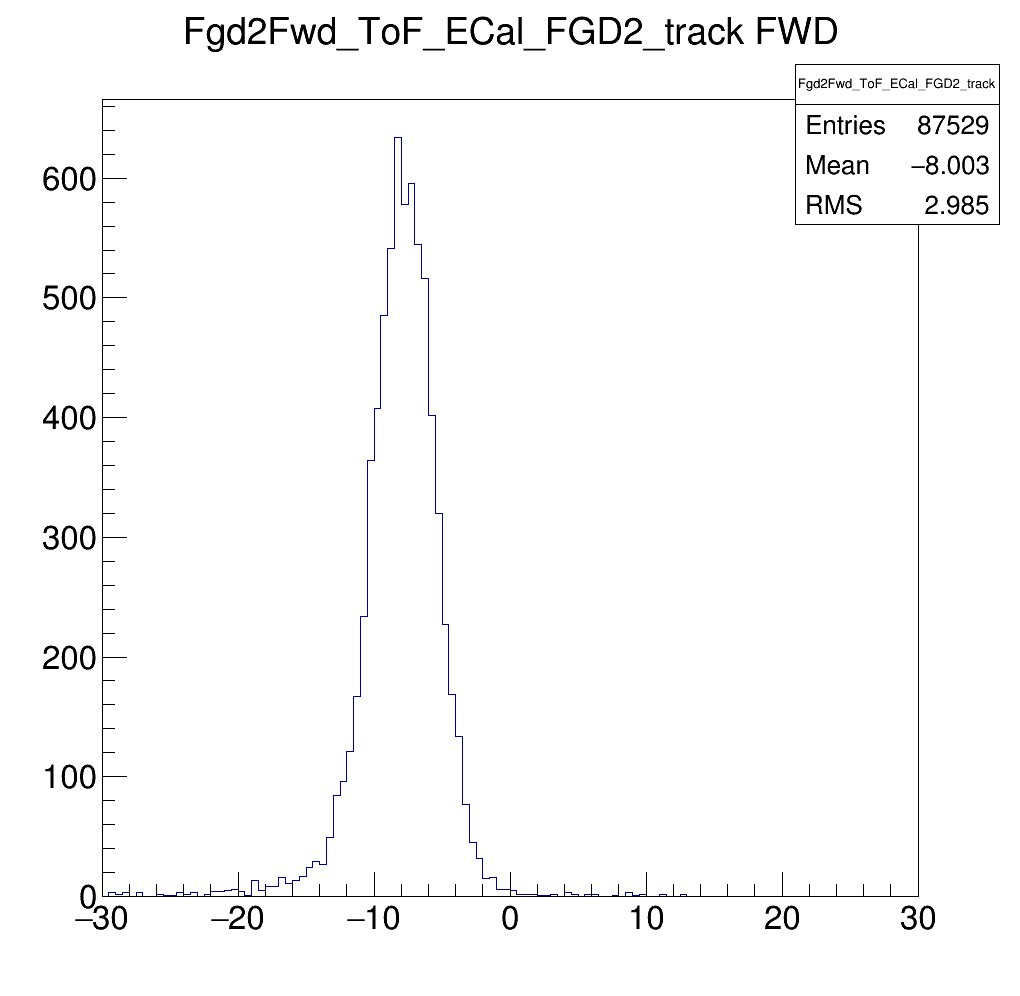 Fgd2Fwd_ToF_ECal_FGD2_track FWD
Fgd2Fwd_ToF_ECal_FGD2_track
Entries 87529
Mean −8.003
RMS 2.985
600
500
400
300
200
100
0
−30 −20 −10 0 10 20 30